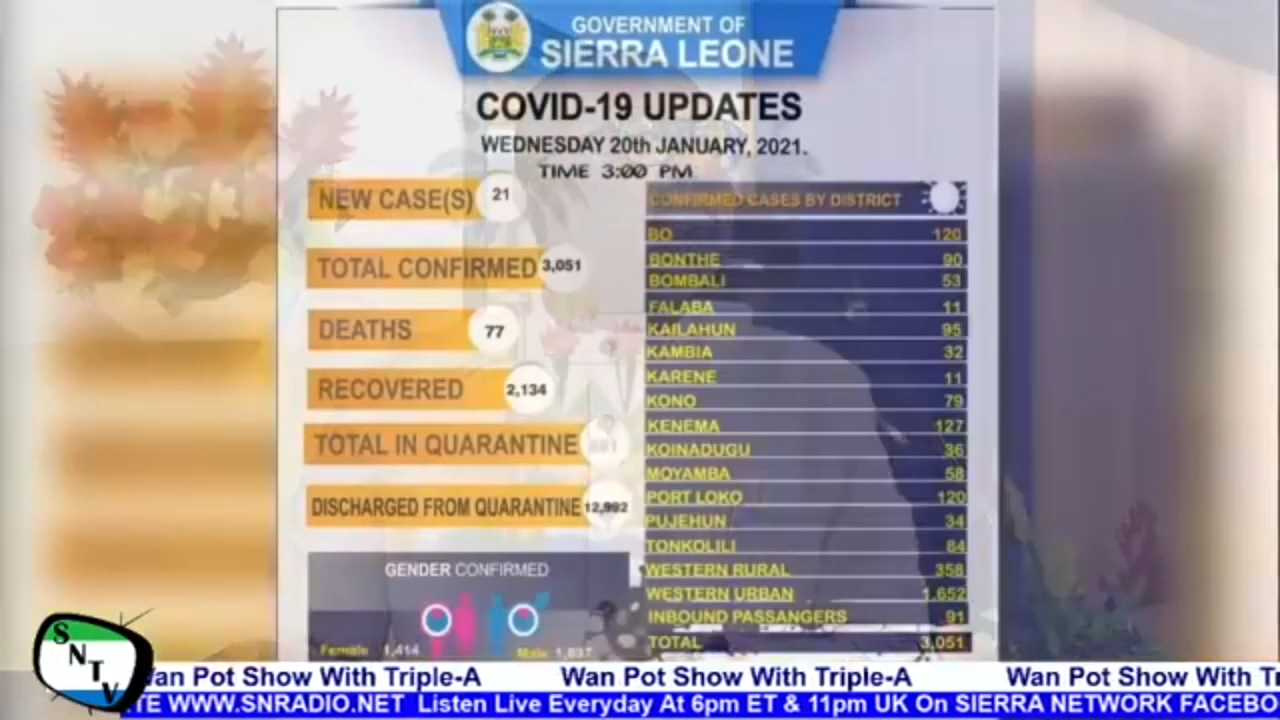 GOVERNMENT OF
SIERRA LEONE
COVID-19 UPDATES
WEDNESDAY 20th JANUARY, 2021.
TIME 3:00 PM
NEW CASE(S) 21
TOTAL CONFIRMED 3,051
DEATHS 77
RECOVERED 2,134
TOTAL IN QUARANTINE
DISCHARGED FROM QUARANTINE 12,992
GENDER CONFIRMED
Female 1,414
Male 1,637
CONFIRMED CASES BY DISTRICT
BO 120
BONTHE 90
BOMBALI 53
FALABA 11
KAILAHUN 95
KAMBIA 32
KARENE 11
KONO 79
KENEMA 127
KOINADUGU 36
MOYAMBA 58
PORT LOKO 120
PUJEHUN 34
TONKOLILI 84
WESTERN RURAL 358
WESTERN URBAN 1,652
INBOUND PASSANGERS 91
TOTAL 3,051
SNTV
Wan Pot Show With Triple-A Wan Pot Show With Triple-A Wan Pot Show With Tr
TE WWW.SNRADIO.NET Listen Live Everyday At 6pm ET & 11pm UK On SIERRA NETWORK FACEBO